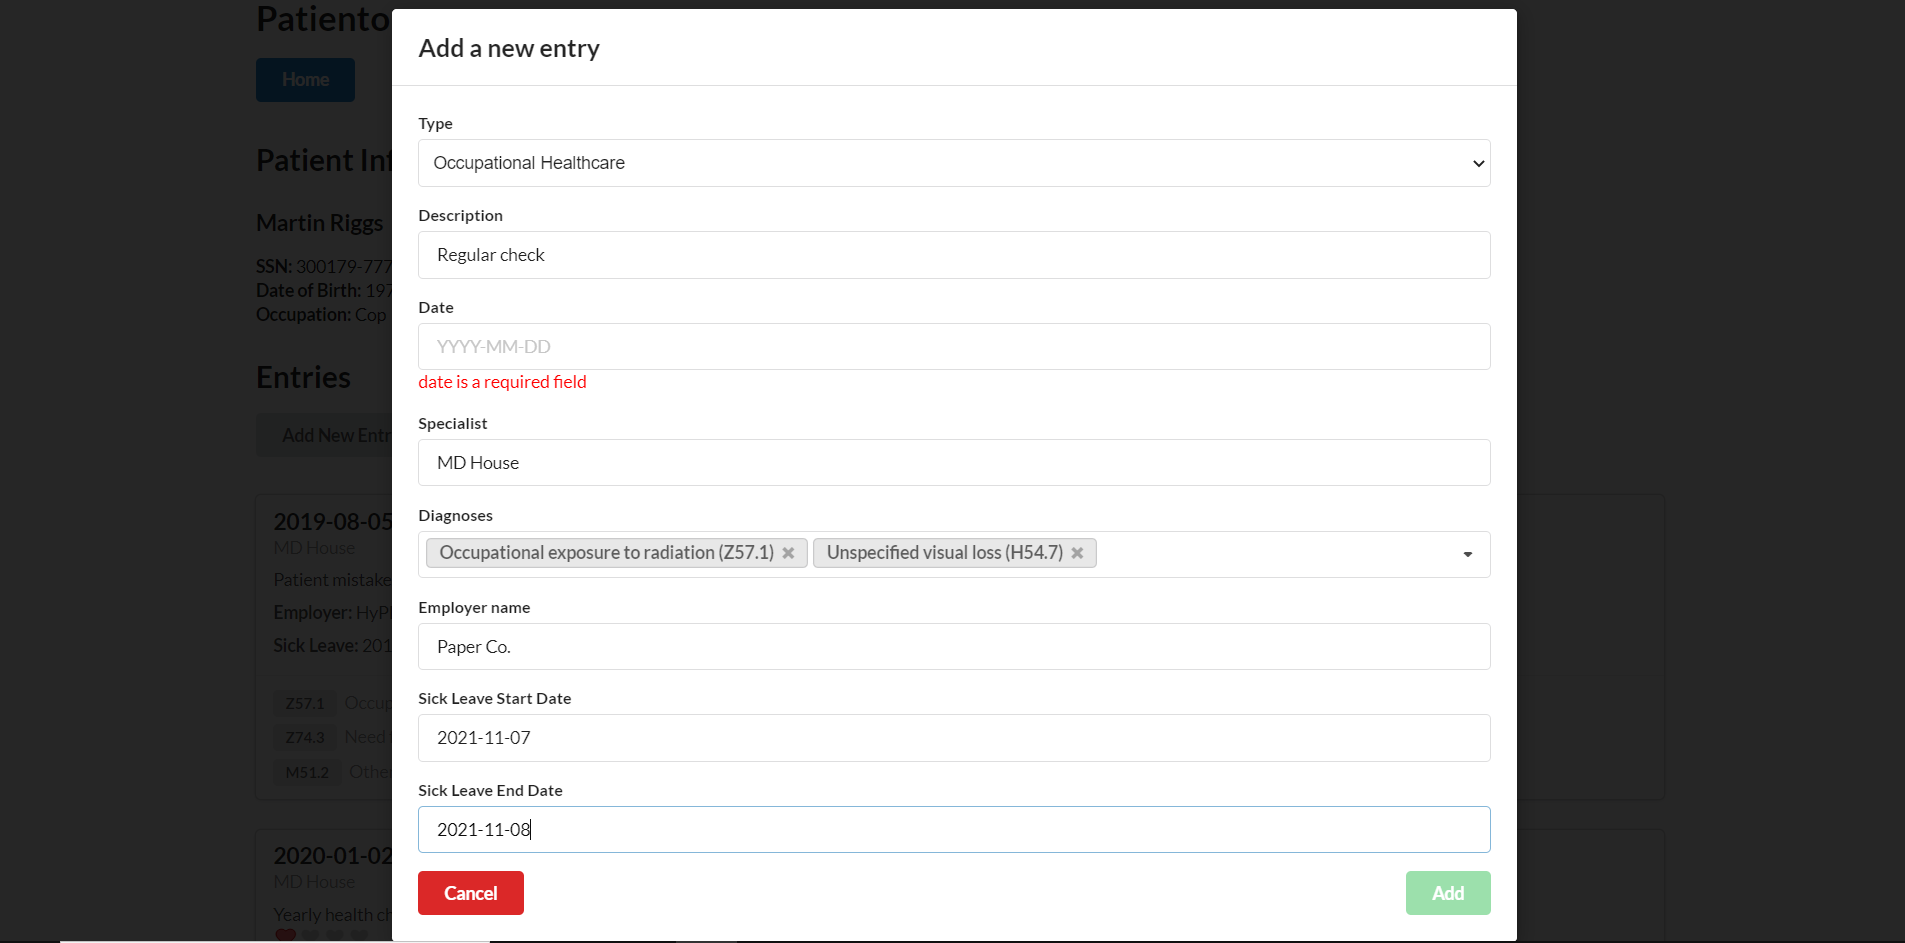 Patiento
Home
Patient Inf
Martin Riggs
SSN: 300179-777
Date of Birth: 197
Occupation: Cop
Entries
Add New Entr
2019-08-05
MD House
Patient mistake
Employer: HyP
Sick Leave: 201
Z57.1 Occup
Z74.3 Need
M51.2 Other
2020-01-02
MD House
Yearly health ch
Add a new entry
Type
Occupational Healthcare
Description
Regular check
Date
YYYY-MM-DD
date is a required field
Specialist
MD House
Diagnoses
Occupational exposure to radiation (Z57.1) Unspecified visual loss (H54.7)
Employer name
Paper Co.
Sick Leave Start Date
2021-11-07
Sick Leave End Date
2021-11-08
Cancel Add